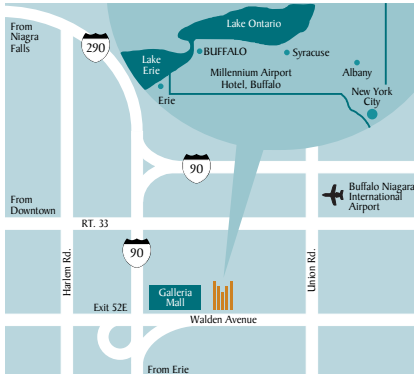 From
Niagra
Falls
290
Lake Ontario
Lake
Erie
BUFFALO
Syracuse
Albany
Millennium Airport
Hotel, Buffalo
Erie
New York
City
90
Buffalo Niagara
International
Airport
From
Downtown
RT. 33
Harlem Rd.
90
Union Rd.
Galleria
Mall
Exit 52E
Walden Avenue
From Erie